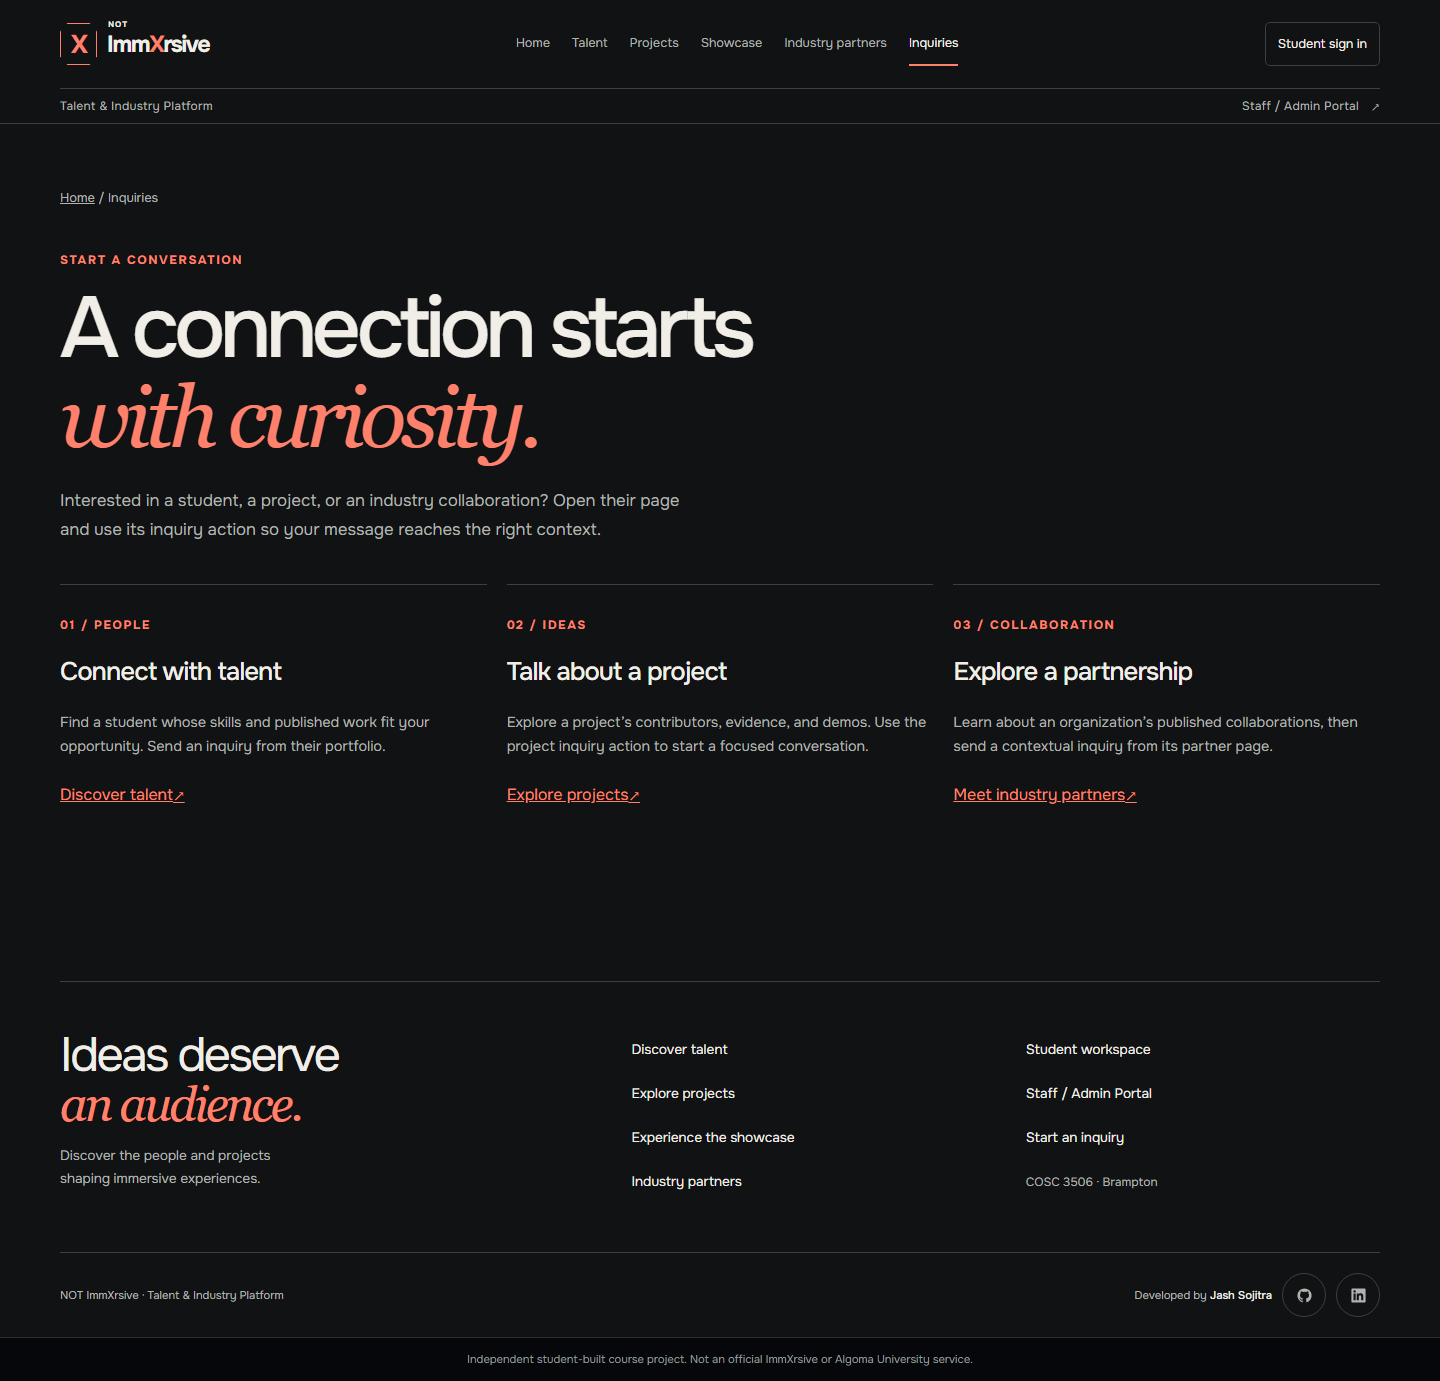 X
NOT
ImmXrsive
Home
Talent
Projects
Showcase
Industry partners
Inquiries
Student sign in
Talent & Industry Platform
Staff / Admin Portal ↗
Home / Inquiries
START A CONVERSATION
A connection starts
with curiosity.
Interested in a student, a project, or an industry collaboration? Open their page
and use its inquiry action so your message reaches the right context.
01 / PEOPLE
Connect with talent
Find a student whose skills and published work fit your
opportunity. Send an inquiry from their portfolio.
Discover talent↗
02 / IDEAS
Talk about a project
Explore a project’s contributors, evidence, and demos. Use the
project inquiry action to start a focused conversation.
Explore projects↗
03 / COLLABORATION
Explore a partnership
Learn about an organization’s published collaborations, then
send a contextual inquiry from its partner page.
Meet industry partners↗
Ideas deserve
an audience.
Discover the people and projects
shaping immersive experiences.
Discover talent
Explore projects
Experience the showcase
Industry partners
Student workspace
Staff / Admin Portal
Start an inquiry
COSC 3506 · Brampton
NOT ImmXrsive · Talent & Industry Platform
Developed by Jash Sojitra
in
Independent student-built course project. Not an official ImmXrsive or Algoma University service.